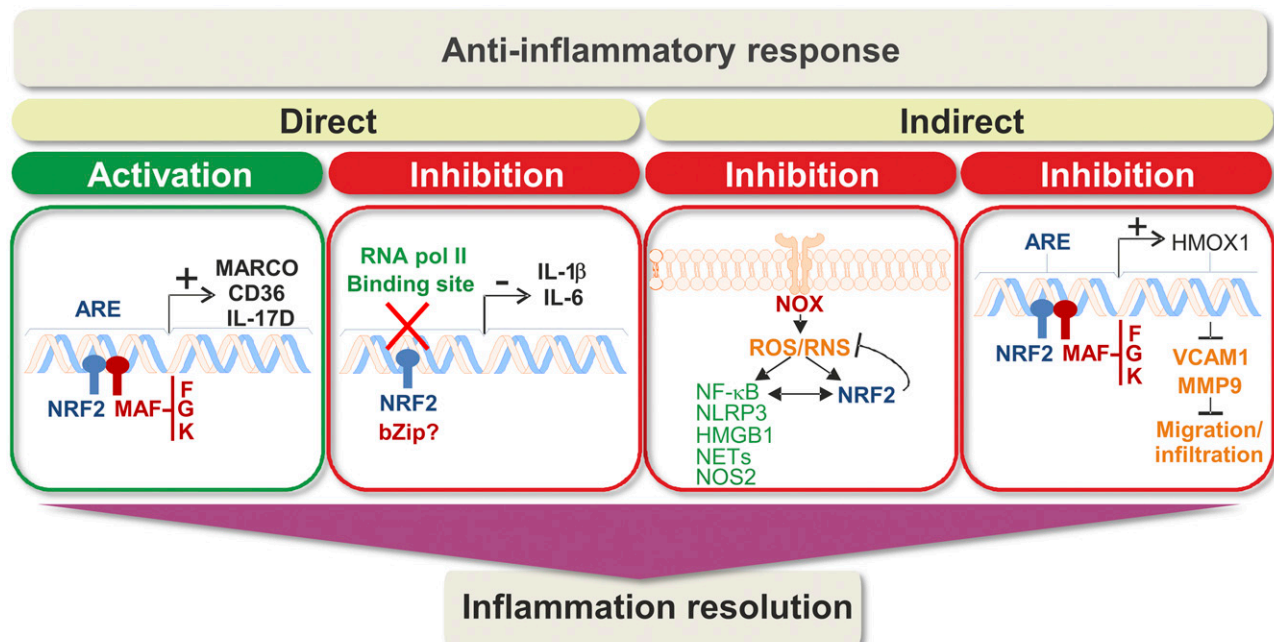 Anti-inflammatory response
Direct
Indirect
Activation
Inhibition
Inhibition
Inhibition
ARE
+
MARCO
CD36
IL-17D
NRF2
MAF
F
G
K
RNA pol II
Binding site
-
IL-1β
IL-6
NRF2
bZip?
NOX
ROS/RNS
NF-κB
NLRP3
HMGB1
NETs
NOS2
NRF2
ARE
+
HMOX1
NRF2
MAF
F
G
K
VCAM1
MMP9
Migration/
infiltration
Inflammation resolution